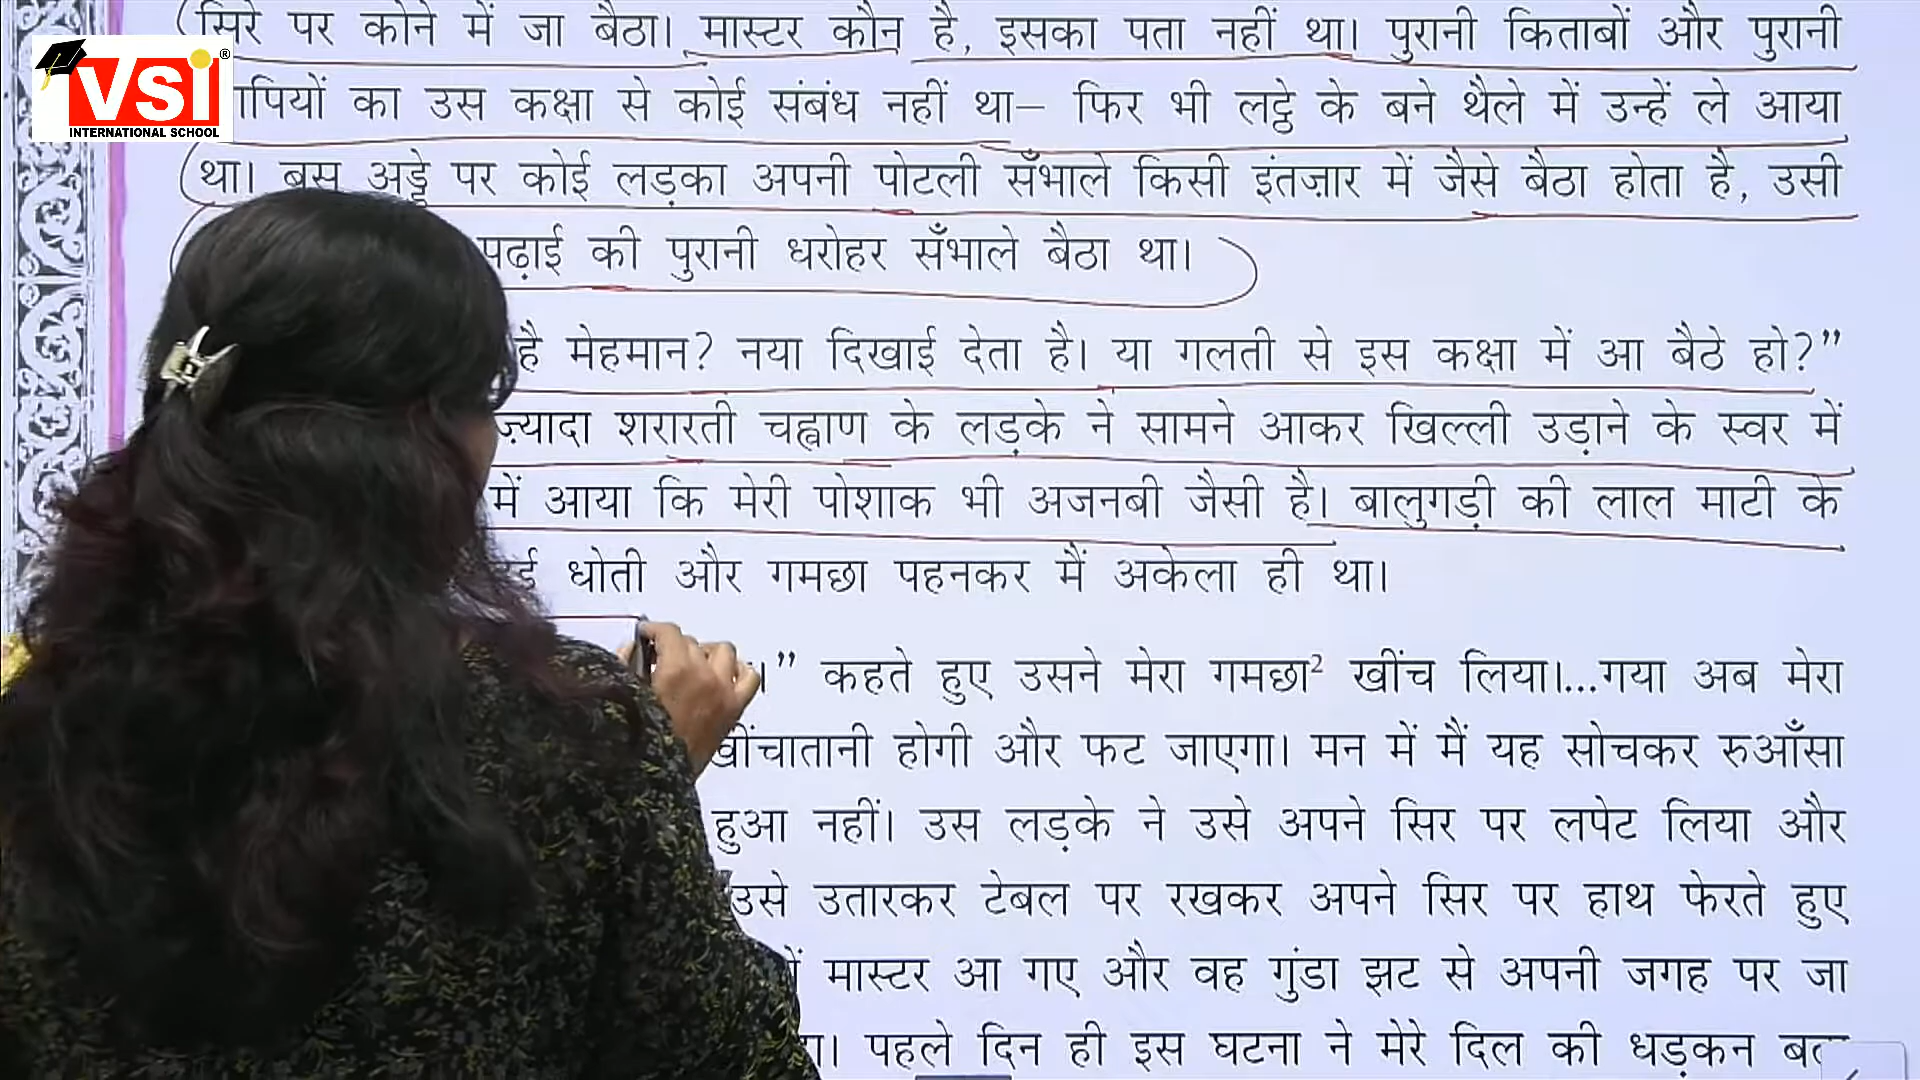 सिरे पर कोने में जा बैठा। मास्टर कौन है, इसका पता नहीं था। पुरानी किताबों और पुरानी
VSI®
INTERNATIONAL SCHOOL
का उस कक्षा से कोई संबंध नहीं था– फिर भी लट्ठे के बने थैले में उन्हें ले आया
था। बस अड्डे पर कोई लड़का अपनी पोटली सँभाले किसी इंतज़ार में जैसे बैठा होता है, उसी
पढ़ाई की पुरानी धरोहर सँभाले बैठा था।
है मेहमान? नया दिखाई देता है। या गलती से इस कक्षा में आ बैठे हो?”
ज़्यादा शरारती चह्वाण के लड़के ने सामने आकर खिल्ली उड़ाने के स्वर में
में आया कि मेरी पोशाक भी अजनबी जैसी है। बालुगड़ी की लाल माटी के
धोती और गमछा पहनकर मैं अकेला ही था।
।” कहते हुए उसने मेरा गमछा² खींच लिया।...गया अब मेरा
खींचातानी होगी और फट जाएगा। मन में मैं यह सोचकर रुआँसा
हुआ नहीं। उस लड़के ने उसे अपने सिर पर लपेट लिया और
उसे उतारकर टेबल पर रखकर अपने सिर पर हाथ फेरते हुए
मास्टर आ गए और वह गुंडा झट से अपनी जगह पर जा
पहले दिन ही इस घटना ने मेरे दिल की धड़कन